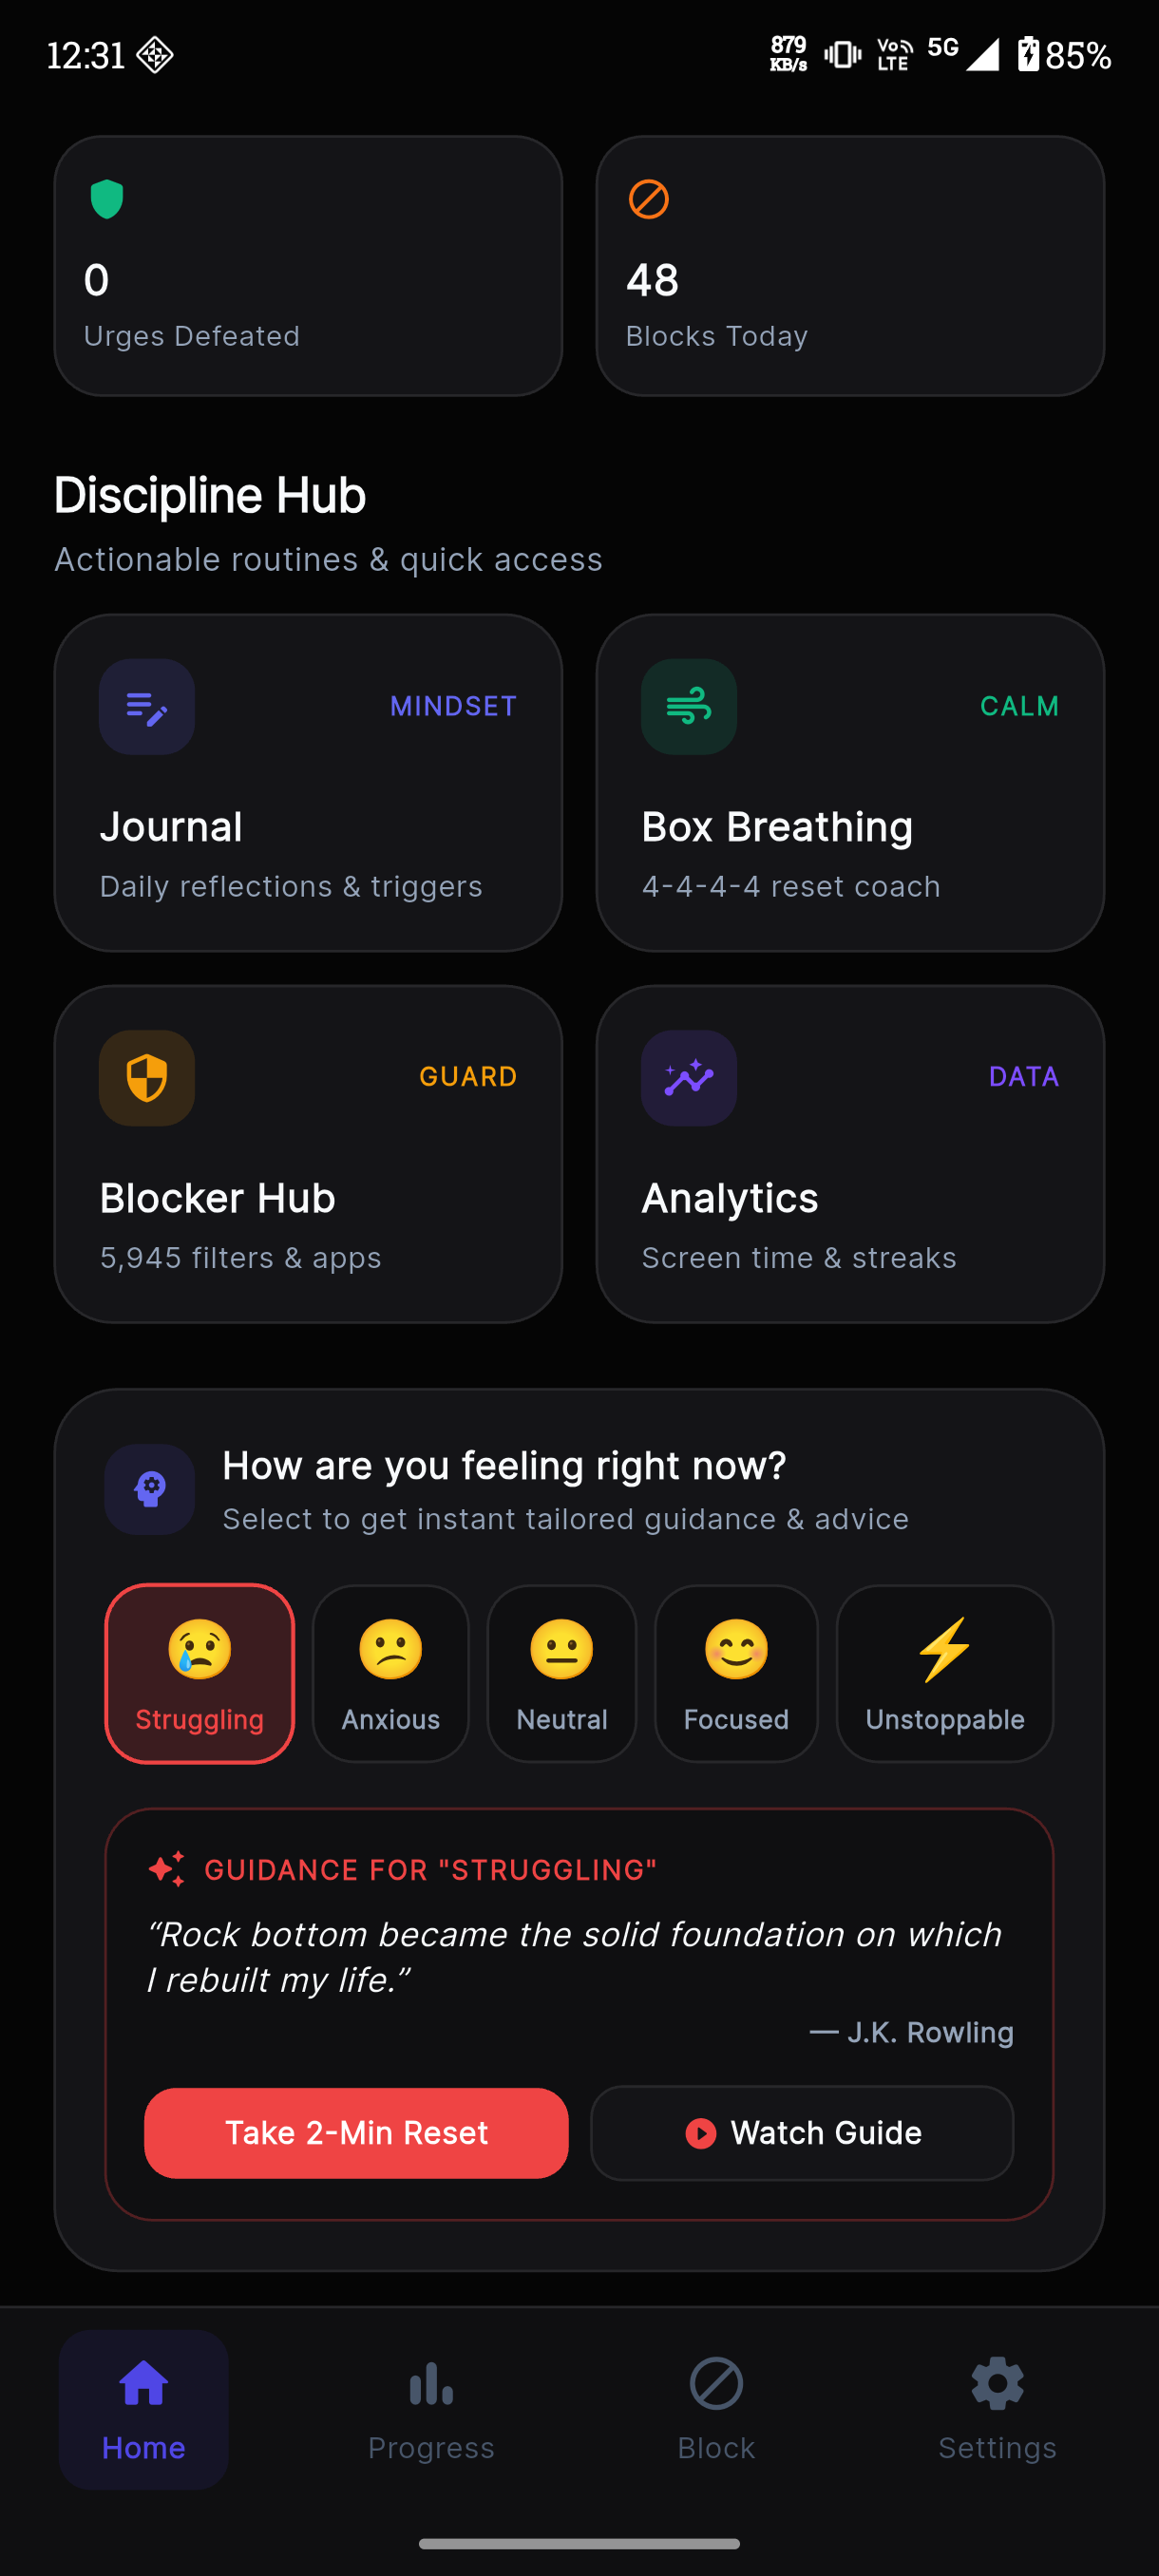 12:31
879 KB/s
Vo LTE
5G
85%
0
Urges Defeated
48
Blocks Today
Discipline Hub
Actionable routines & quick access
MINDSET
Journal
Daily reflections & triggers
CALM
Box Breathing
4-4-4-4 reset coach
GUARD
Blocker Hub
5,945 filters & apps
DATA
Analytics
Screen time & streaks
How are you feeling right now?
Select to get instant tailored guidance & advice
Struggling
Anxious
Neutral
Focused
Unstoppable
GUIDANCE FOR "STRUGGLING"
“Rock bottom became the solid foundation on which
I rebuilt my life.”
— J.K. Rowling
Take 2-Min Reset
Watch Guide
Home
Progress
Block
Settings